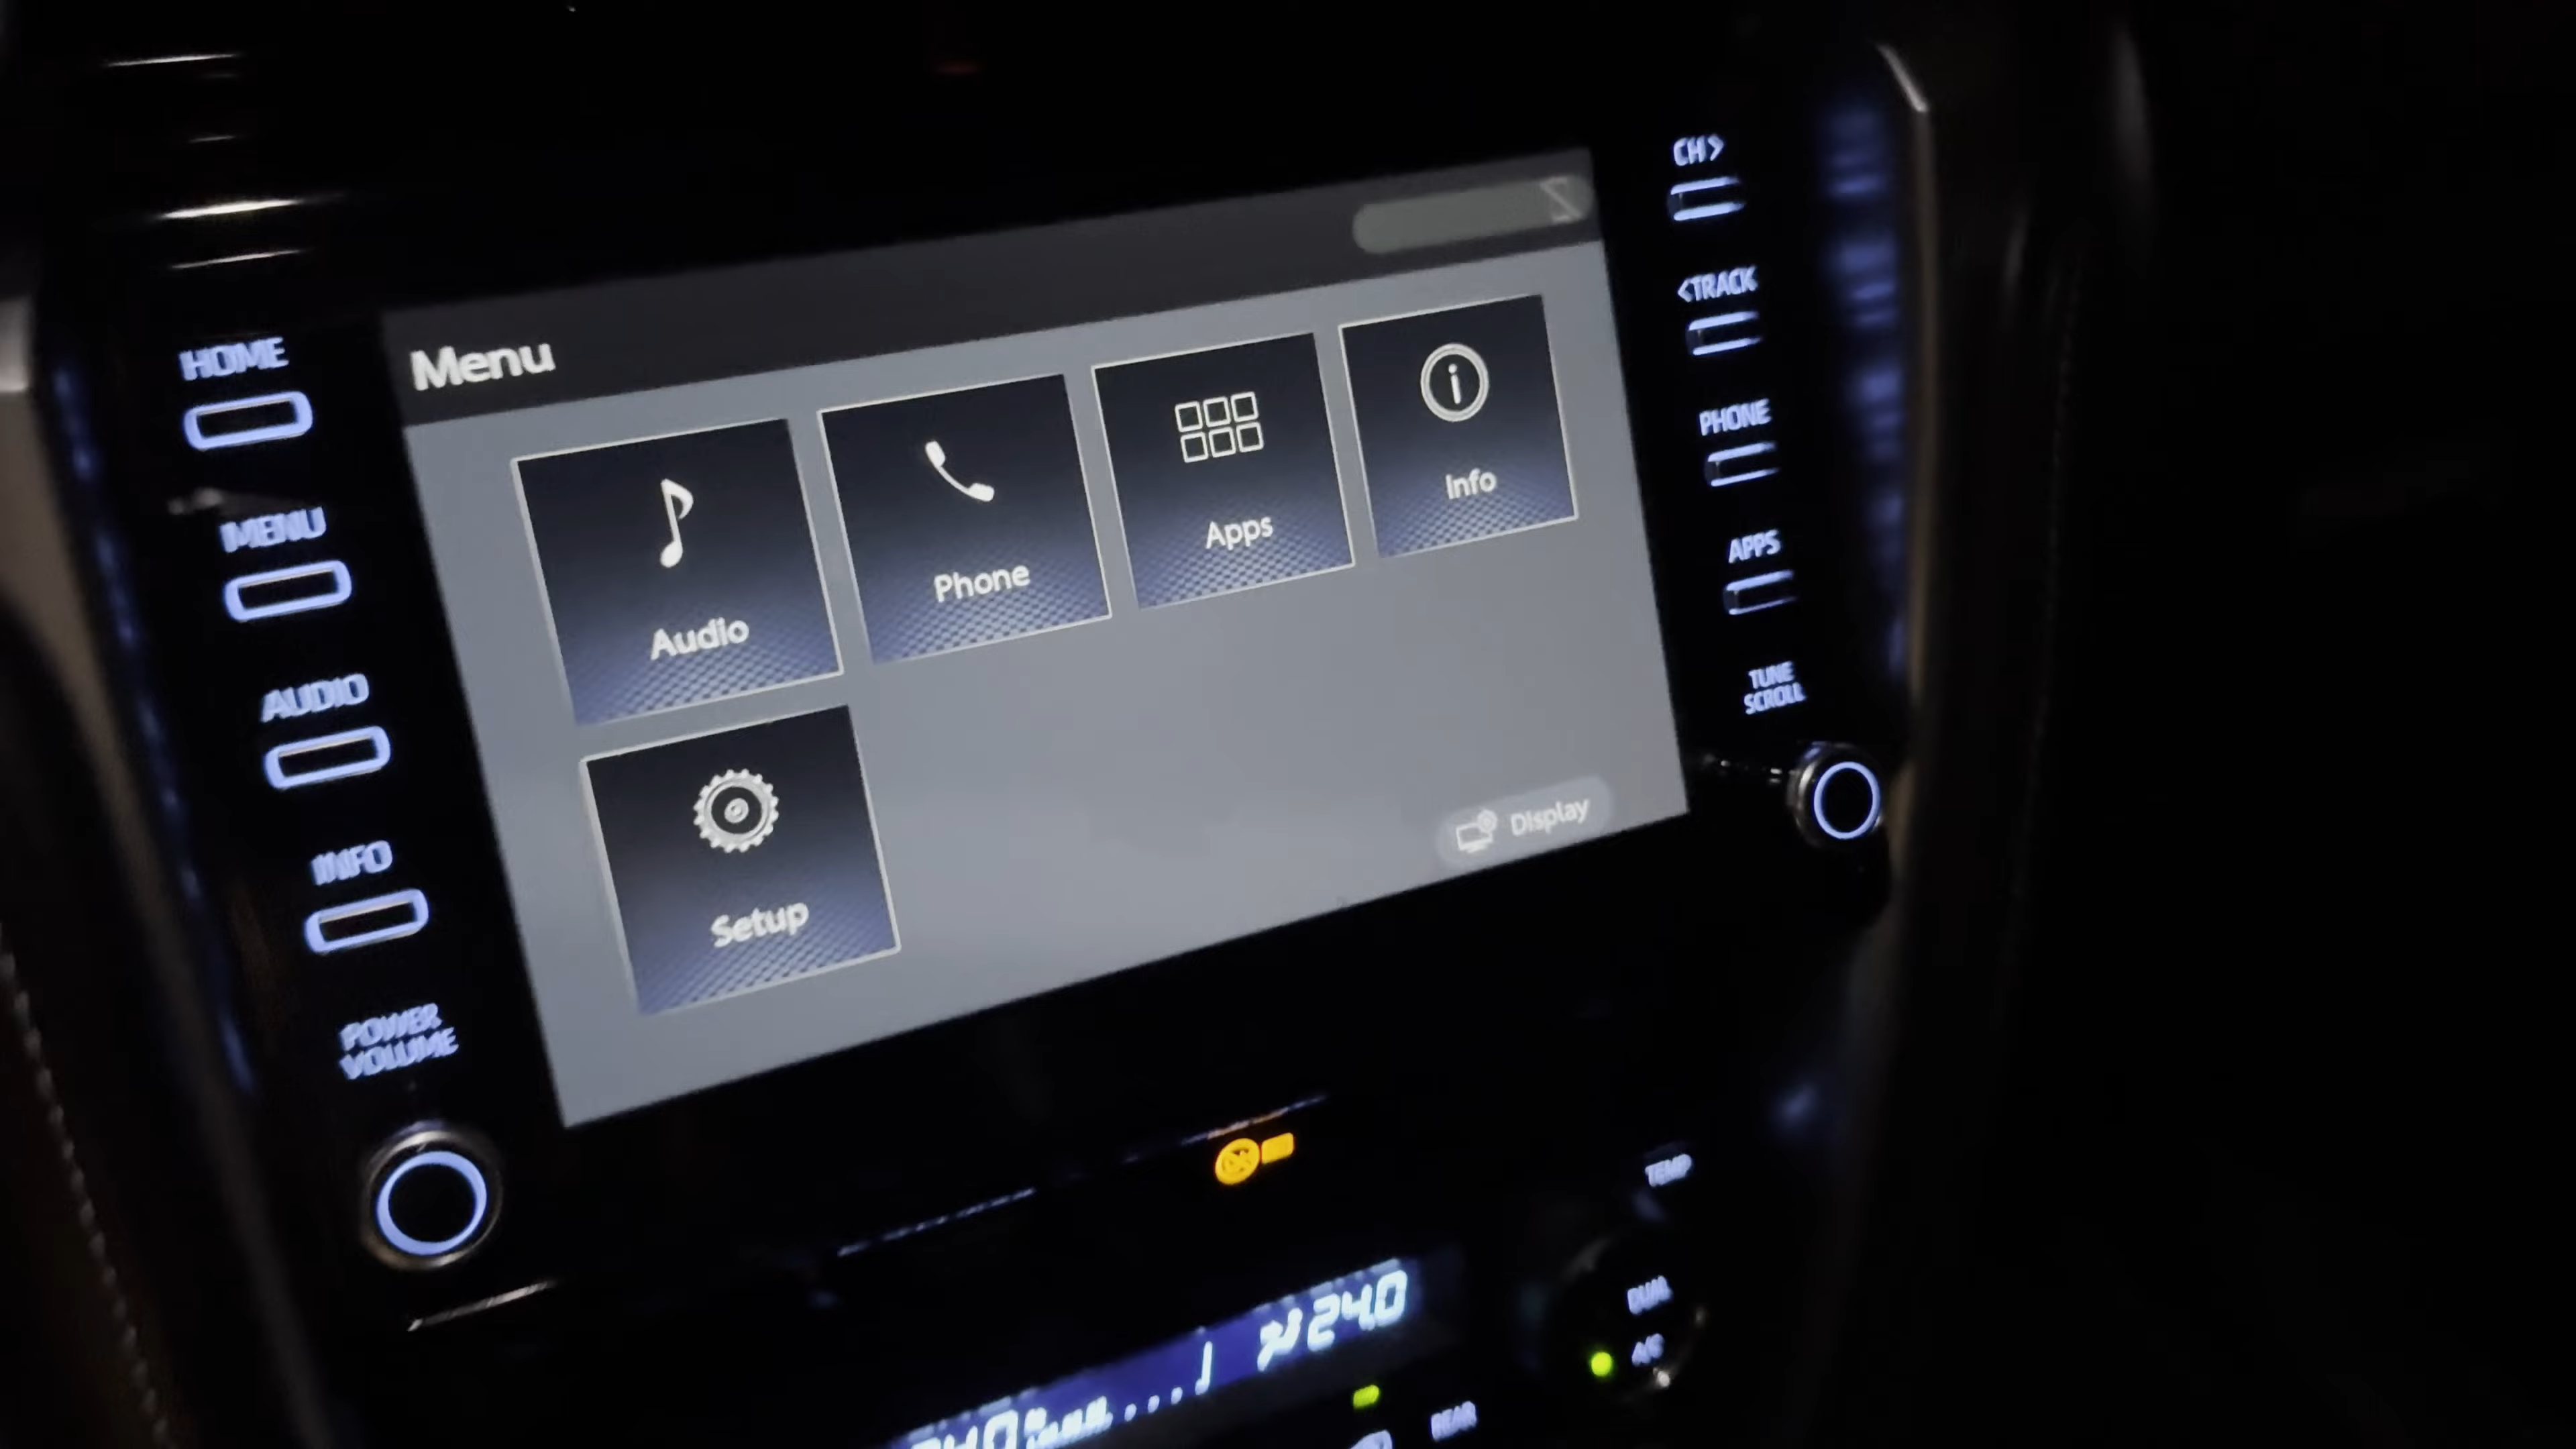 CH>
<TRACK
HOME
Menu
PHONE
Info
MENU
Apps
APPS
Phone
Audio
AUDIO
TUNE
SCROLL
Display
INFO
Setup
POWER
VOLUME
TEMP
24.0
DUAL
A/C
REAR